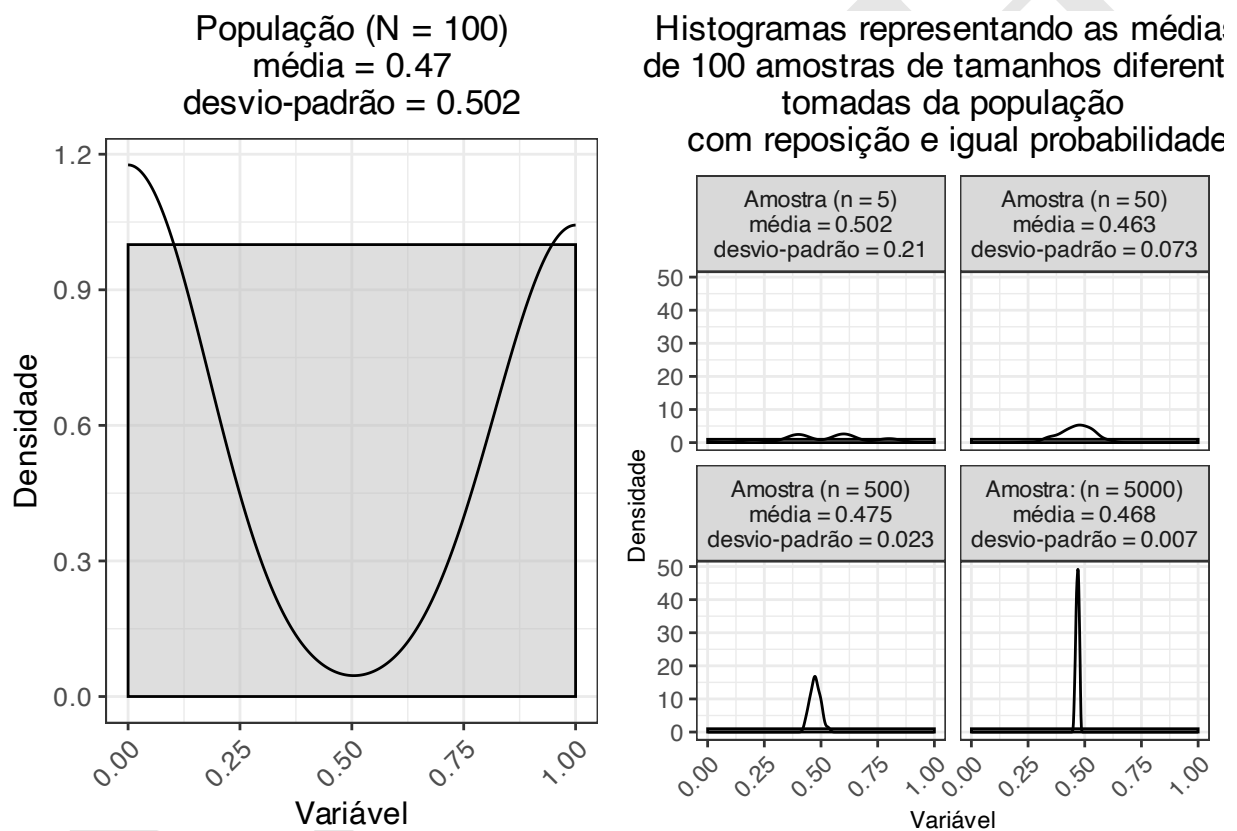 População (N = 100)
média = 0.47
desvio-padrão = 0.502
1.2
0.9
0.6
0.3
0.0
Densidade
0.00
0.25
0.50
0.75
1.00
Variável
Histogramas representando as médias
de 100 amostras de tamanhos diferent
tomadas da população
com reposição e igual probabilidade
Amostra (n = 5)
média = 0.502
desvio-padrão = 0.21
Amostra (n = 50)
média = 0.463
desvio-padrão = 0.073
50
40
30
20
10
0
Amostra (n = 500)
média = 0.475
desvio-padrão = 0.023
Amostra: (n = 5000)
média = 0.468
desvio-padrão = 0.007
50
40
30
20
10
0
Densidade
0.00
0.25
0.50
0.75
1.00
0.00
0.25
0.50
0.75
1.00
Variável